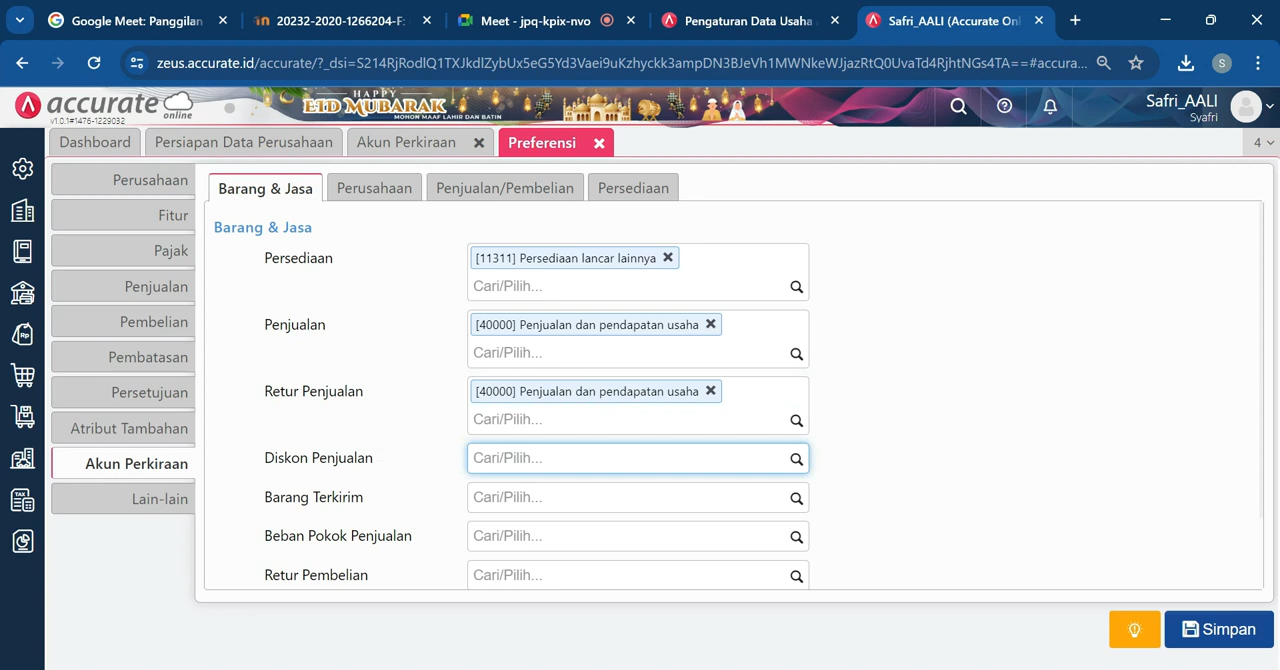 Google Meet: Panggilan
20232-2020-1266204-F:
Meet - jpq-kpix-nvo
Pengaturan Data Usaha
Safri_AALI (Accurate Onl
zeus.accurate.id/accurate/?_dsi=S214RjRodlQ1TXJkdlZybUx5eG5Yd3Vaei9uKzhyckk3ampDN3BJeVh1MWNkeWJjazRtQ0UvaTd4RjhtNGs4TA==#accura...
S
accurate online
v1.0.1#1476-1229032
HAPPY
EID MUBARAK
MOHON MAAF LAHIR DAN BATIN
Safri_AALI
Syafri
Dashboard
Persiapan Data Perusahaan
Akun Perkiraan
Preferensi
4
Perusahaan
Fitur
Pajak
Penjualan
Pembelian
Pembatasan
Persetujuan
Atribut Tambahan
Akun Perkiraan
Lain-lain
Barang & Jasa
Perusahaan
Penjualan/Pembelian
Persediaan
Barang & Jasa
Persediaan
[11311] Persediaan lancar lainnya
Cari/Pilih...
Penjualan
[40000] Penjualan dan pendapatan usaha
Cari/Pilih...
Retur Penjualan
[40000] Penjualan dan pendapatan usaha
Cari/Pilih...
Diskon Penjualan
Cari/Pilih...
Barang Terkirim
Cari/Pilih...
Beban Pokok Penjualan
Cari/Pilih...
Retur Pembelian
Cari/Pilih...
Simpan